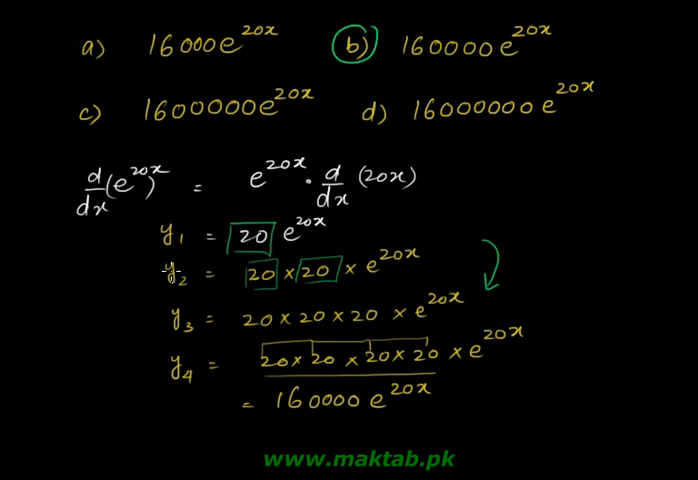 a) 16000e^20x b) 160000e^20x
c) 1600000e^20x d) 16000000e^20x
d/dx (e^20x) = e^20x · d/dx (20x)
y₁ = 20 e^20x
y₂ = 20 × 20 × e^20x
y₃ = 20 × 20 × 20 × e^20x
y₄ = 20 × 20 × 20 × 20 × e^20x
= 160000 e^20x
www.maktab.pk